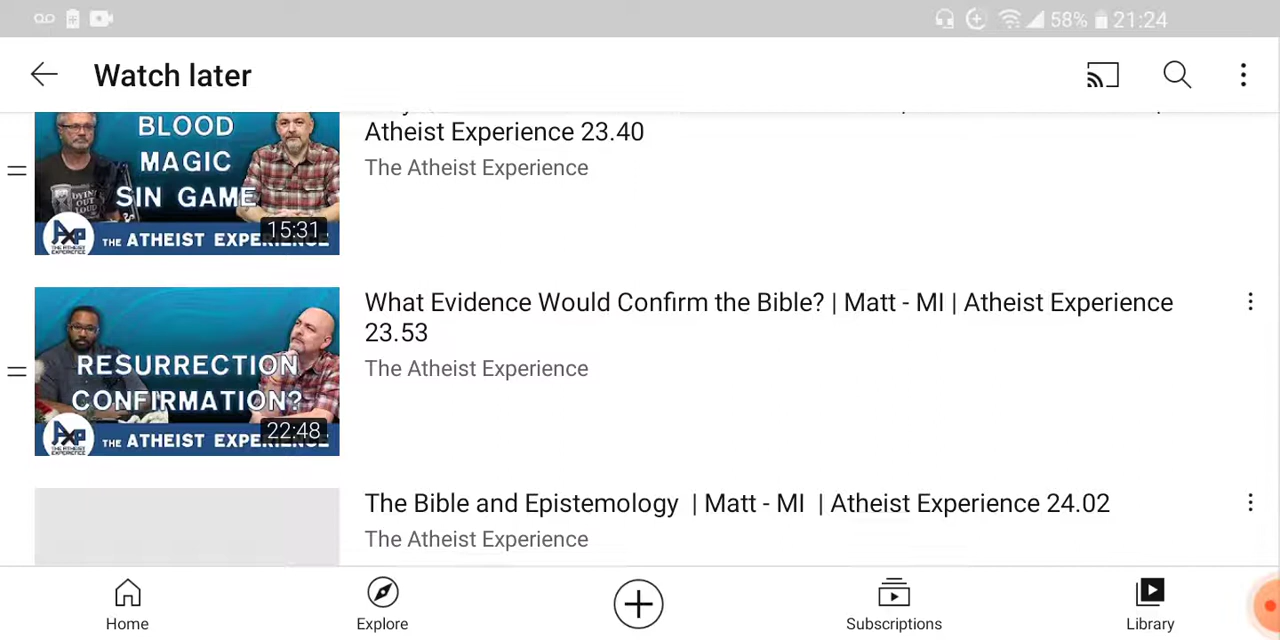 58% 21:24
Watch later
BLOOD
MAGIC
SIN GAME
15:31
THE ATHEIST EXPERIENCE
Atheist Experience 23.40
The Atheist Experience
RESURRECTION
CONFIRMATION?
22:48
THE ATHEIST EXPERIENCE
What Evidence Would Confirm the Bible? | Matt - MI | Atheist Experience
23.53
The Atheist Experience
The Bible and Epistemology | Matt - MI | Atheist Experience 24.02
The Atheist Experience
Home
Explore
Subscriptions
Library